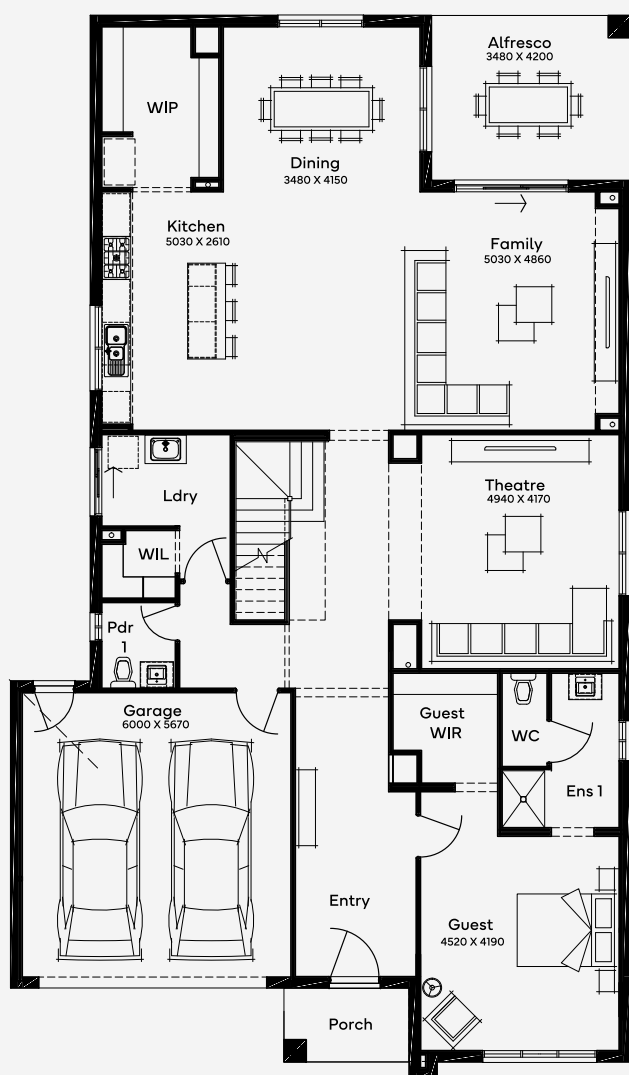 Alfresco
3480 X 4200
WIP
Dining
3480 X 4150
Kitchen
5030 X 2610
Family
5030 X 4860
Ldry
Theatre
4940 X 4170
WIL
Pdr
1
Garage
6000 X 5670
Guest
WIR
WC
Ens 1
Entry
Guest
4520 X 4190
Porch